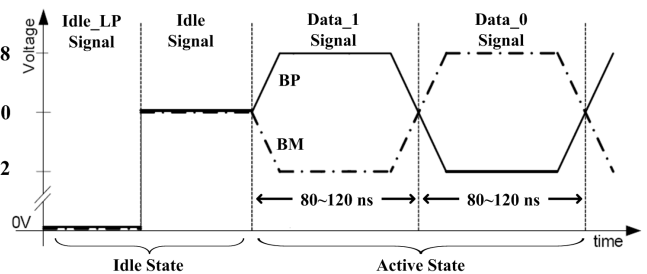 Idle_LP Idle Data_1 Data_0
Signal Signal Signal Signal
Voltage
8
BP
0
BM
2
80~120 ns 80~120 ns
0V
time
Idle State Active State